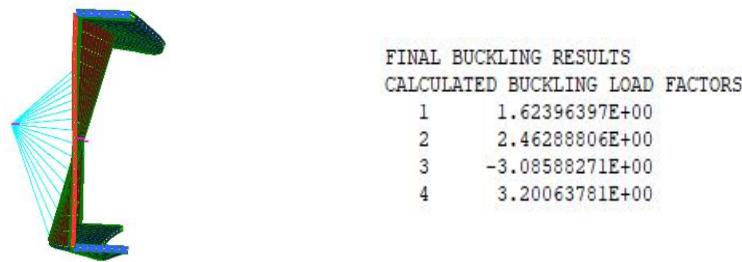 FINAL BUCKLING RESULTS
CALCULATED BUCKLING LOAD FACTORS
1 1.62396397E+00
2 2.46288806E+00
3 -3.08588271E+00
4 3.20063781E+00